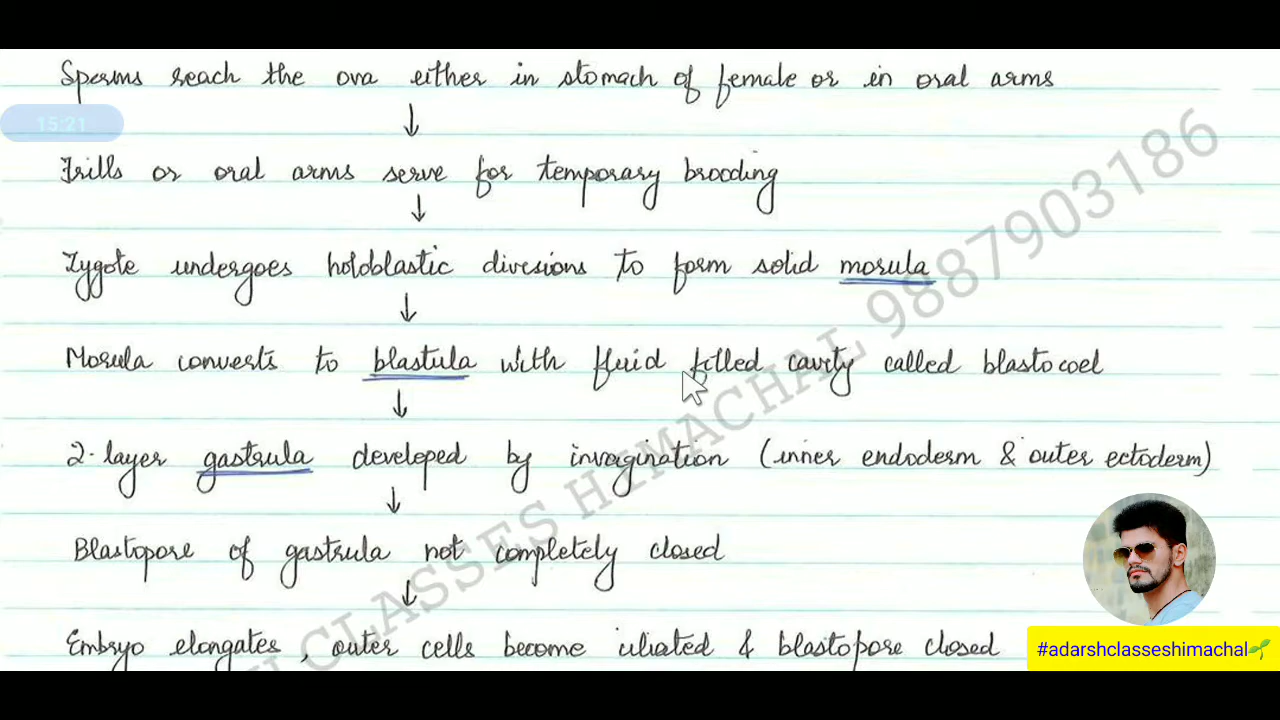 Sperms reach the ova either in stomach of female or in oral arms
↓
15:21
Frills or oral arms serve for temporary brooding
↓
Zygote undergoes holoblastic divisions to form solid morula
↓
Morula converts to blastula with fluid filled cavity called blastocoel
↓
2-layer gastrula developed by invagination (inner endoderm & outer ectoderm)
↓
Blastopore of gastrula not completely closed
↓
Embryo elongates, outer cells become ciliated & blastopore closed
CLASSES HIMACHAL 9887903186
#adarshclasseshimachal🌱